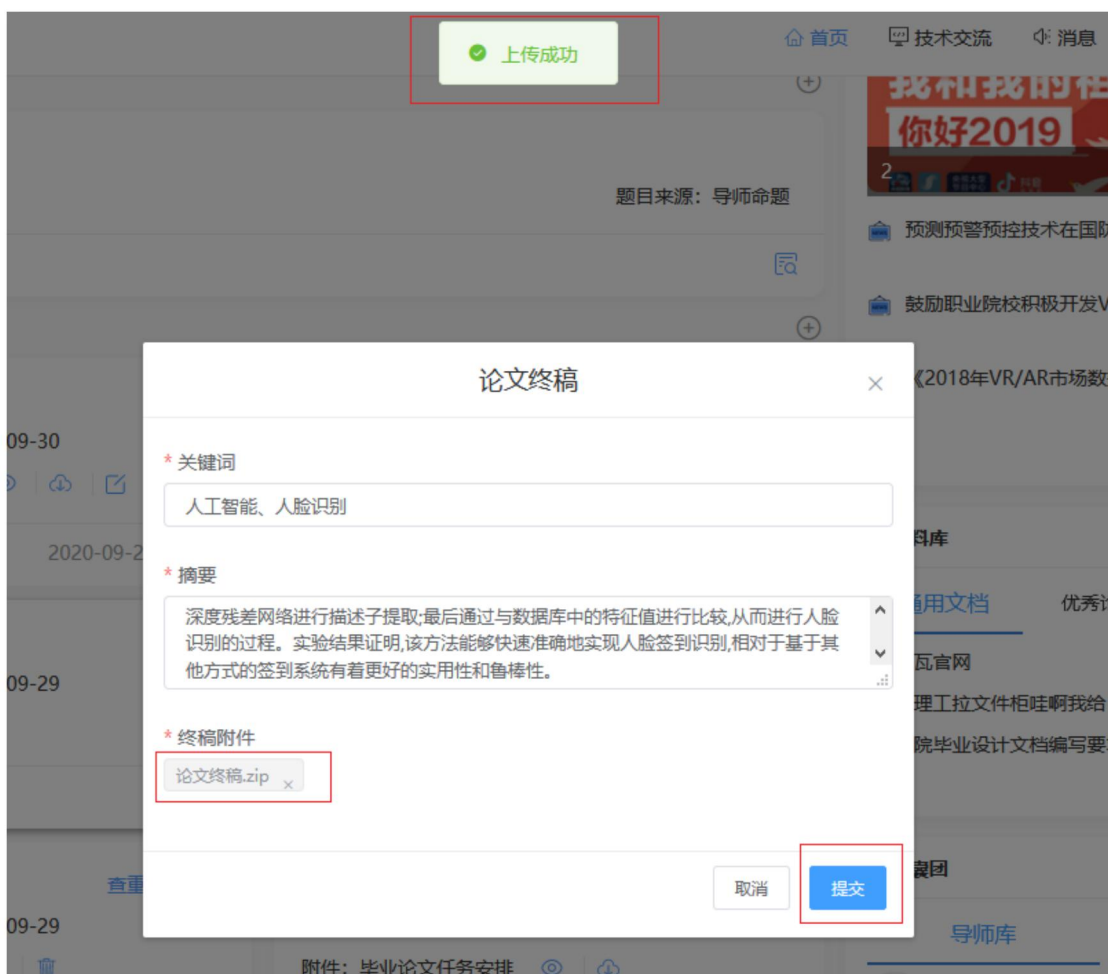 上传成功
首页
技术交流
消息
你好2019
2
题目来源：导师命题
预测预警预控技术在国防
鼓励职业院校积极开发V
《2018年VR/AR市场数
论文终稿
09-30
* 关键词
人工智能、人脸识别
2020-09-2
料库
* 摘要
通用文档
优秀论
深度残差网络进行描述子提取;最后通过与数据库中的特征值进行比较,从而进行人脸
识别的过程。实验结果证明,该方法能够快速准确地实现人脸签到识别,相对于基于其
他方式的签到系统有着更好的实用性和鲁棒性。
瓦官网
09-29
理工拉文件柜哇啊我给
* 终稿附件
院毕业设计文档编写要
论文终稿.zip
取消
提交
囊团
查重
09-29
导师库
附件：毕业论文任务安排